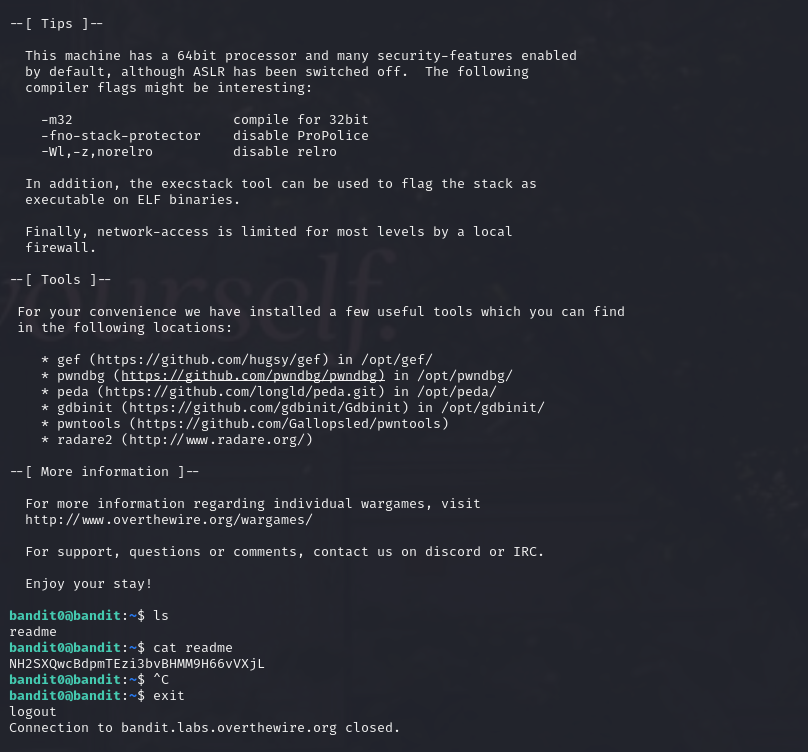 --[ Tips ]--
This machine has a 64bit processor and many security-features enabled
by default, although ASLR has been switched off.  The following
compiler flags might be interesting:
-m32                    compile for 32bit
-fno-stack-protector    disable ProPolice
-Wl,-z,norelro          disable relro
In addition, the execstack tool can be used to flag the stack as
executable on ELF binaries.
Finally, network-access is limited for most levels by a local
firewall.
--[ Tools ]--
For your convenience we have installed a few useful tools which you can find
in the following locations:
* gef (https://github.com/hugsy/gef) in /opt/gef/
* pwndbg (https://github.com/pwndbg/pwndbg) in /opt/pwndbg/
* peda (https://github.com/longld/peda.git) in /opt/peda/
* gdbinit (https://github.com/gdbinit/Gdbinit) in /opt/gdbinit/
* pwntools (https://github.com/Gallopsled/pwntools)
* radare2 (http://www.radare.org/)
--[ More information ]--
For more information regarding individual wargames, visit
http://www.overthewire.org/wargames/
For support, questions or comments, contact us on discord or IRC.
Enjoy your stay!
bandit0@bandit:~$ ls
readme
bandit0@bandit:~$ cat readme
NH2SXQwcBdpmTEzi3bvBHMM9H66vVXjL
bandit0@bandit:~$ ^C
bandit0@bandit:~$ exit
logout
Connection to bandit.labs.overthewire.org closed.
yourself.